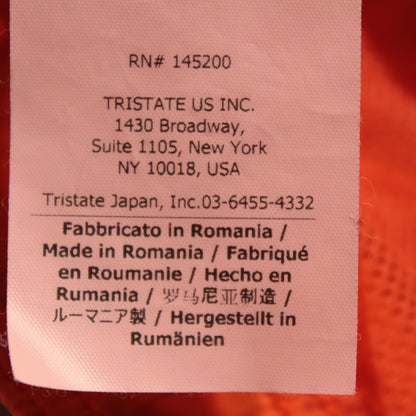 RN# 145200
TRISTATE US INC.
1430 Broadway,
Suite 1105, New York
NY 10018, USA
Tristate Japan, Inc.03-6455-4332
Fabbricato in Romania /
Made in Romania / Fabriqué
en Roumanie / Hecho en
Rumania / 罗马尼亚制造 /
ルーマニア製 / Hergestellt in
Rumänien